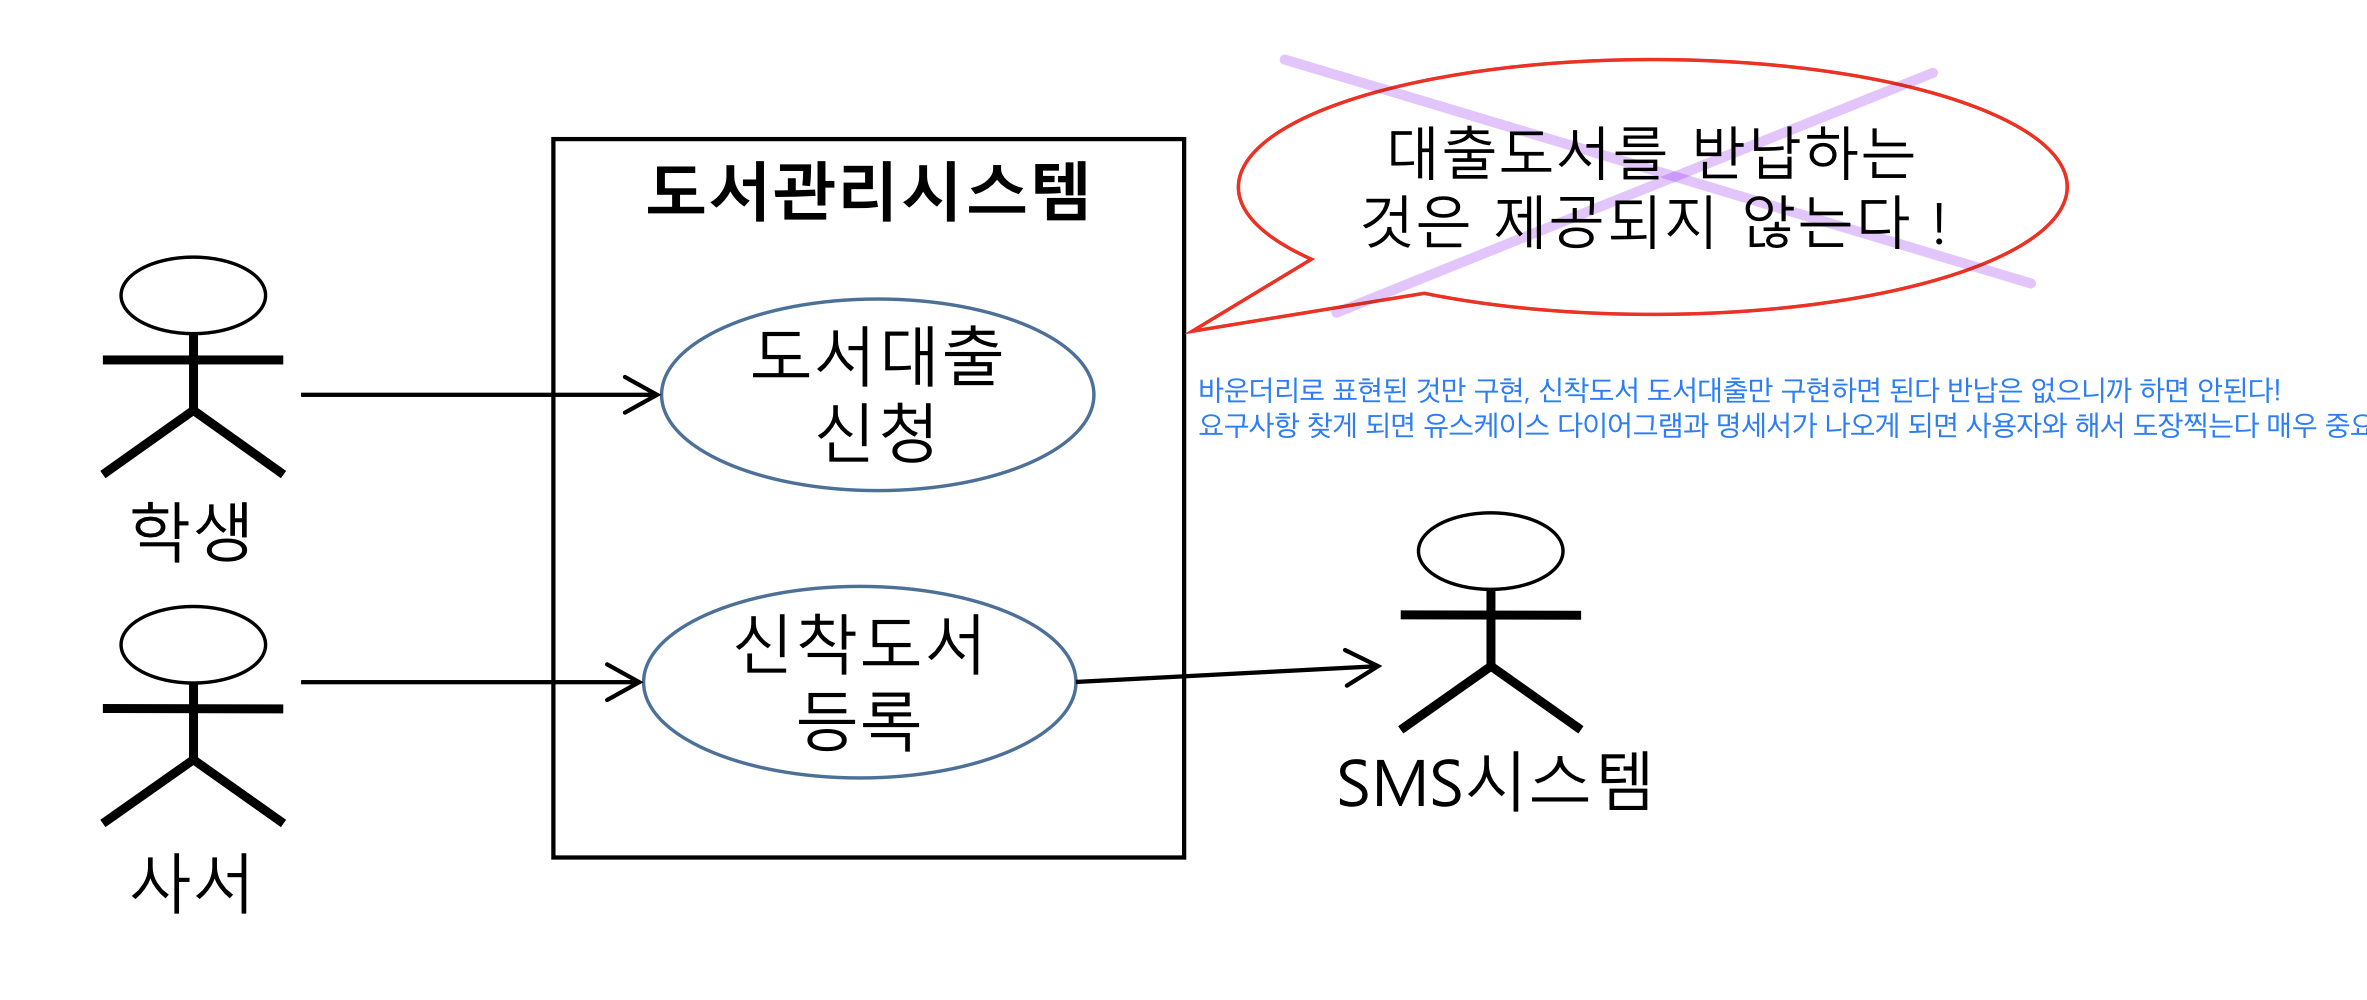 도서관리시스템
대출도서를 반납하는
것은 제공되지 않는다 !
도서대출
신청
바운더리로 표현된 것만 구현, 신착도서 도서대출만 구현하면 된다 반납은 없으니까 하면 안된다!
요구사항 찾게 되면 유스케이스 다이어그램과 명세서가 나오게 되면 사용자와 해서 도장찍는다 매우 중요
학생
신착도서
등록
SMS시스템
사서